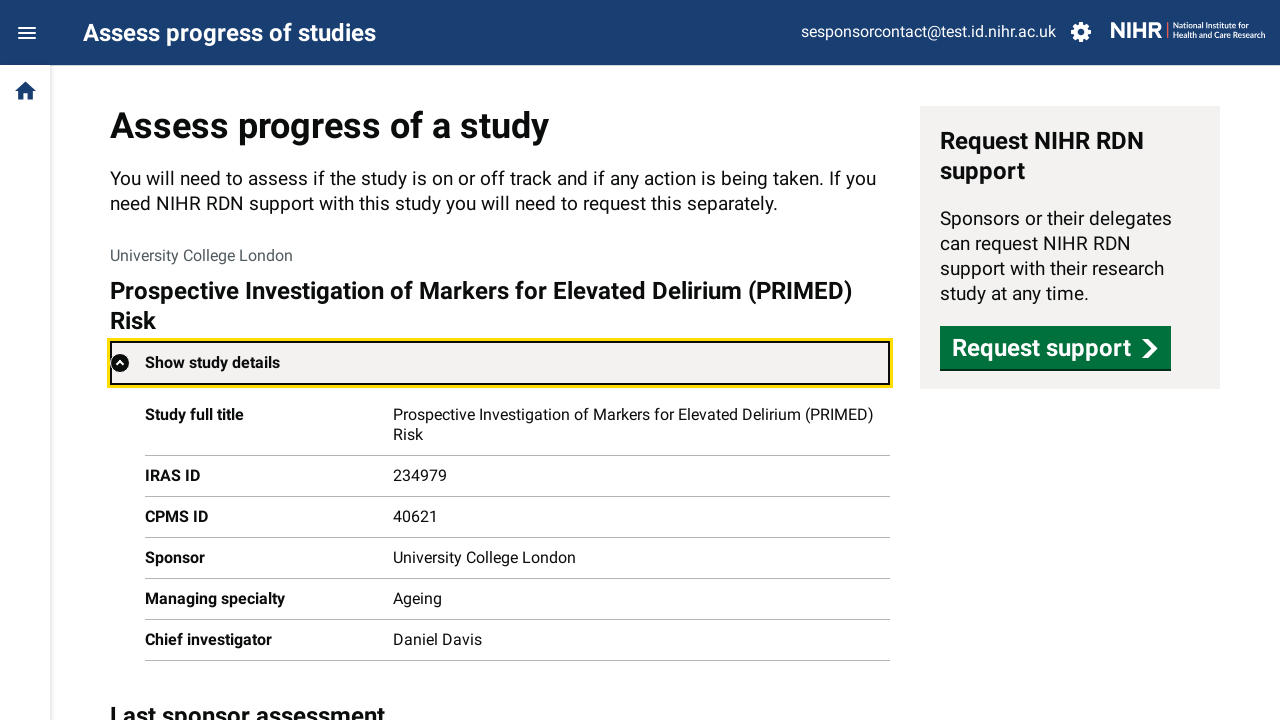 Assess progress of studies
sesponsorcontact@test.id.nihr.ac.uk
NIHR
National Institute for
Health and Care Research
Assess progress of a study
You will need to assess if the study is on or off track and if any action is being taken. If you
need NIHR RDN support with this study you will need to request this separately.
University College London
Prospective Investigation of Markers for Elevated Delirium (PRIMED)
Risk
Show study details
Study full title
Prospective Investigation of Markers for Elevated Delirium (PRIMED)
Risk
IRAS ID
234979
CPMS ID
40621
Sponsor
University College London
Managing specialty
Ageing
Chief investigator
Daniel Davis
Last sponsor assessment
Request NIHR RDN
support
Sponsors or their delegates
can request NIHR RDN
support with their research
study at any time.
Request support